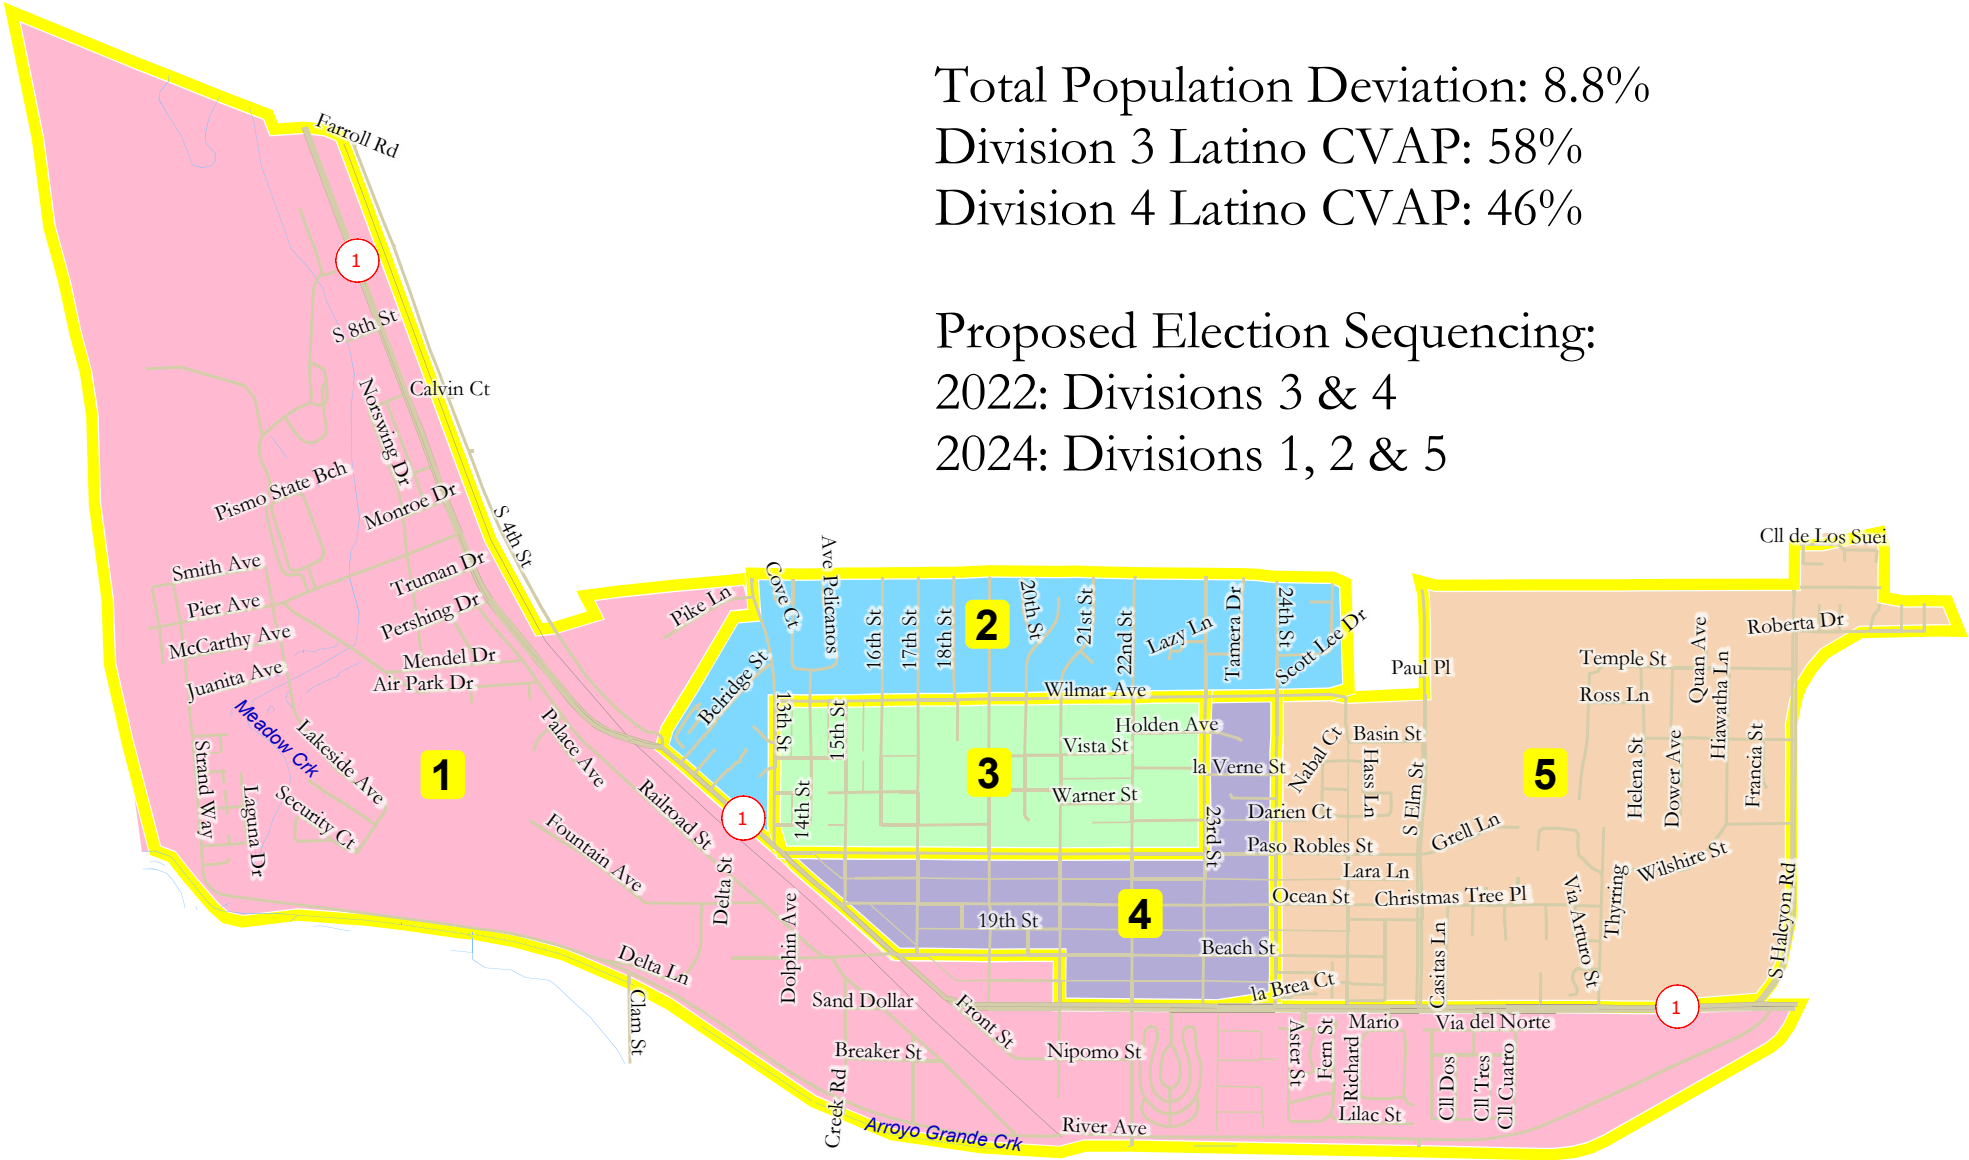 Total Population Deviation: 8.8%
Division 3 Latino CVAP: 58%
Division 4 Latino CVAP: 46%
Proposed Election Sequencing:
2022: Divisions 3 & 4
2024: Divisions 1, 2 & 5
Farroll Rd
1
S 8th St
Calvin Ct
Norswing Dr
Pismo State Bch
Monroe Dr
S 4th St
Smith Ave
Truman Dr
Pier Ave
Pershing Dr
McCarthy Ave
Mendel Dr
Juanita Ave
Air Park Dr
Meadow Crk
Lakeside Ave
Strand Way
Laguna Dr
Security Ct
1
Palace Ave
Railroad St
Fountain Ave
Delta St
Dolphin Ave
Delta Ln
Clam St
Sand Dollar
Front St
Breaker St
Creek Rd
Arroyo Grande Crk
Nipomo St
River Ave
Pike Ln
Cove Ct
Ave Pelicanos
16th St
17th St
18th St
2
20th St
21st St
22nd St
Lazy Ln
Tamera Dr
24th St
Scott Lee Dr
Belridge St
Wilmar Ave
1
13th St
15th St
14th St
3
Holden Ave
Vista St
Warner St
la Verne St
23rd St
4
19th St
Beach St
Cll de Los Suei
Roberta Dr
Paul Pl
Temple St
Quan Ave
Hiawatha Ln
Ross Ln
Basin St
Nabal Ct
Hass Ln
S Elm St
5
Helena St
Dower Ave
Francia St
Darien Ct
Grell Ln
Paso Robles St
Wilshire St
Lara Ln
Ocean St
Christmas Tree Pl
Via Arturo St
Thyrring
S Halcyon Rd
Casitas Ln
la Brea Ct
1
Mario
Via del Norte
Aster St
Fern St
Richard
Cll Dos
Cll Tres
Cll Cuatro
Lilac St